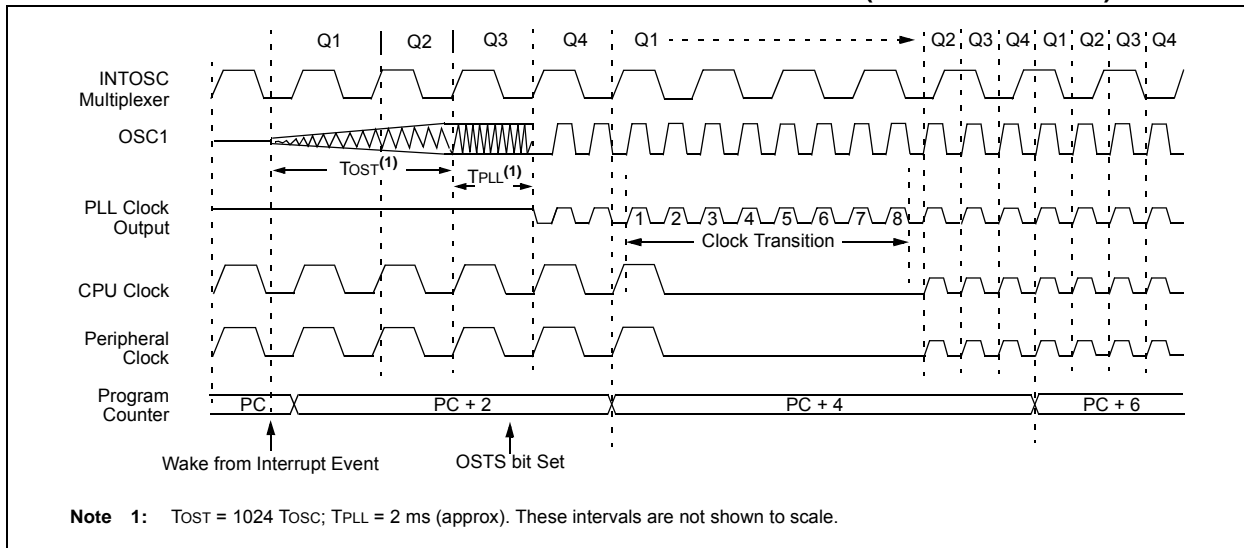 Q1 Q2 Q3 Q4 Q1 Q2 Q3 Q4 Q1 Q2 Q3 Q4
INTOSC
Multiplexer
OSC1
TOST(1)
TPLL(1)
PLL Clock
Output
1 2 3 4 5 6 7 8
Clock Transition
CPU Clock
Peripheral
Clock
Program
Counter
PC PC + 2 PC + 4 PC + 6
Wake from Interrupt Event
OSTS bit Set
Note 1: TOST = 1024 TOSC; TPLL = 2 ms (approx). These intervals are not shown to scale.